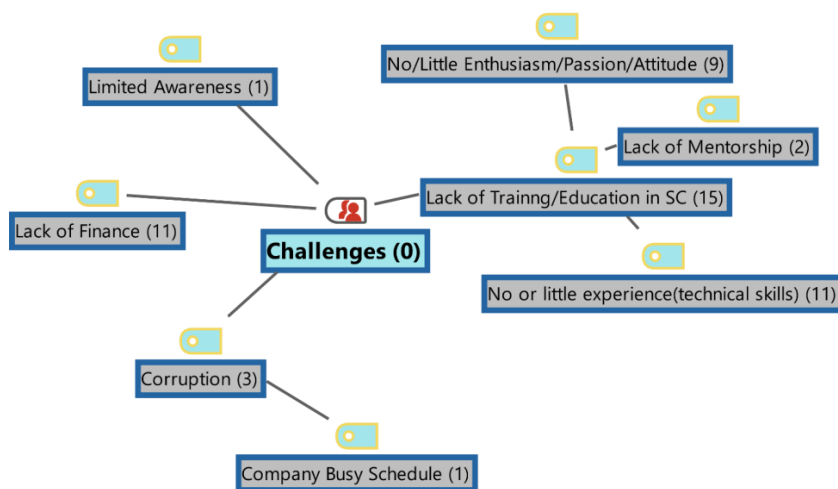 No/Little Enthusiasm/Passion/Attitude (9)
Limited Awareness (1)
Lack of Mentorship (2)
Lack of Trainng/Education in SC (15)
Lack of Finance (11)
Challenges (0)
No or little experience(technical skills) (11)
Corruption (3)
Company Busy Schedule (1)